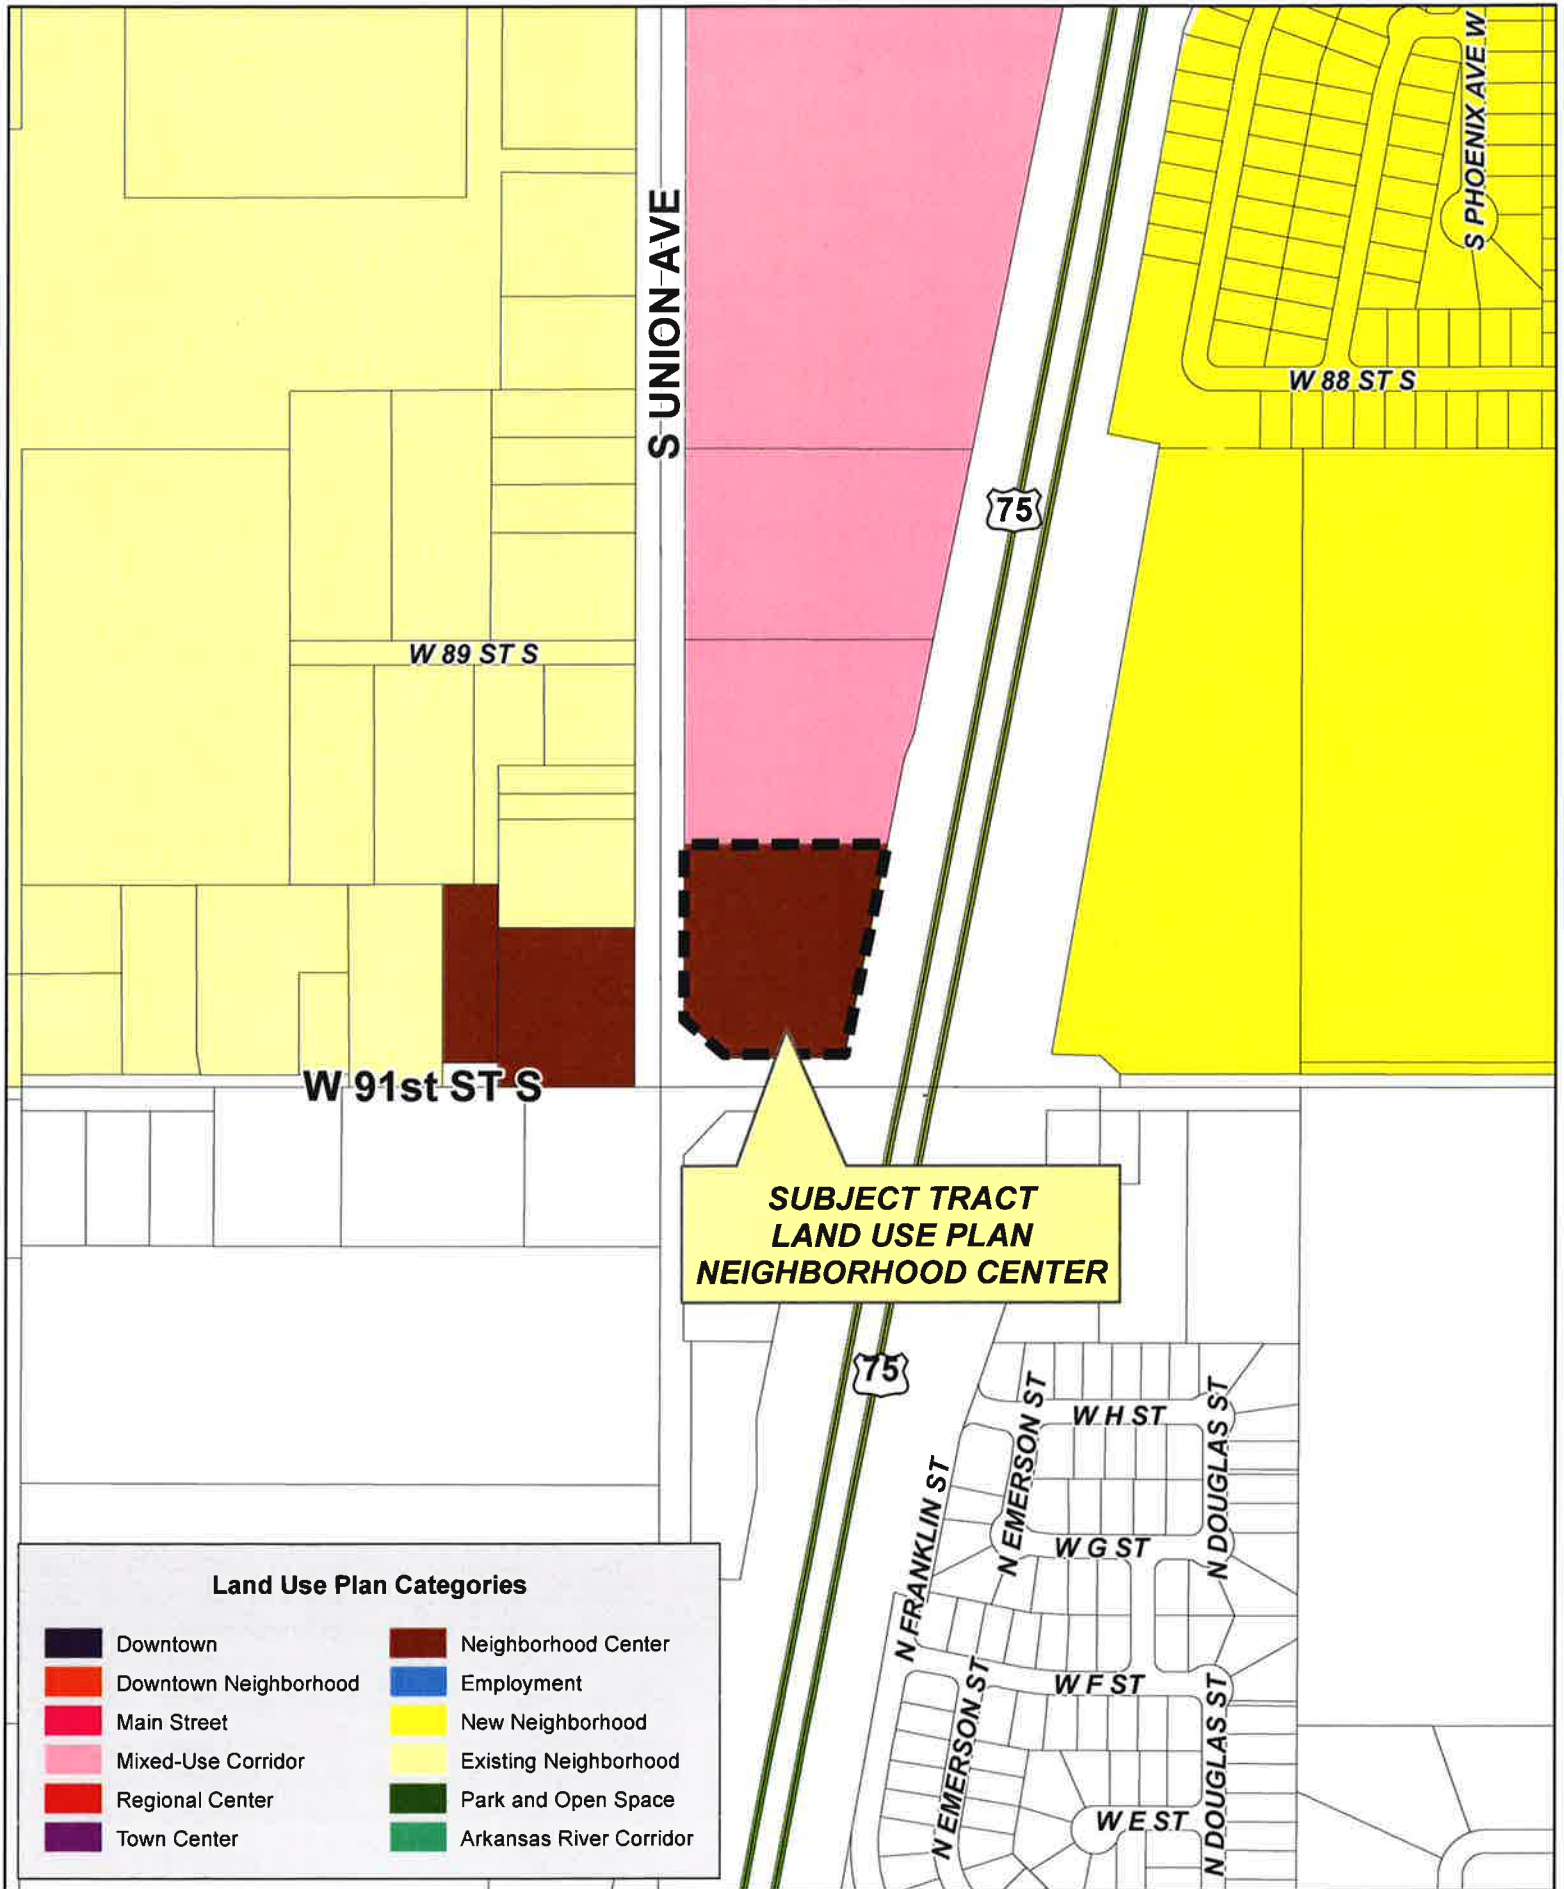 S PHOENIX AVE W
S UNION AVE
W 88 ST S
75
W 89 ST S
W 91st ST S
SUBJECT TRACT
LAND USE PLAN
NEIGHBORHOOD CENTER
75
N EMERSON ST
W H ST
N DOUGLAS ST
N FRANKLIN ST
W G ST
W F ST
N EMERSON ST
N DOUGLAS ST
W E ST
Land Use Plan Categories
Downtown
Downtown Neighborhood
Main Street
Mixed-Use Corridor
Regional Center
Town Center
Neighborhood Center
Employment
New Neighborhood
Existing Neighborhood
Park and Open Space
Arkansas River Corridor